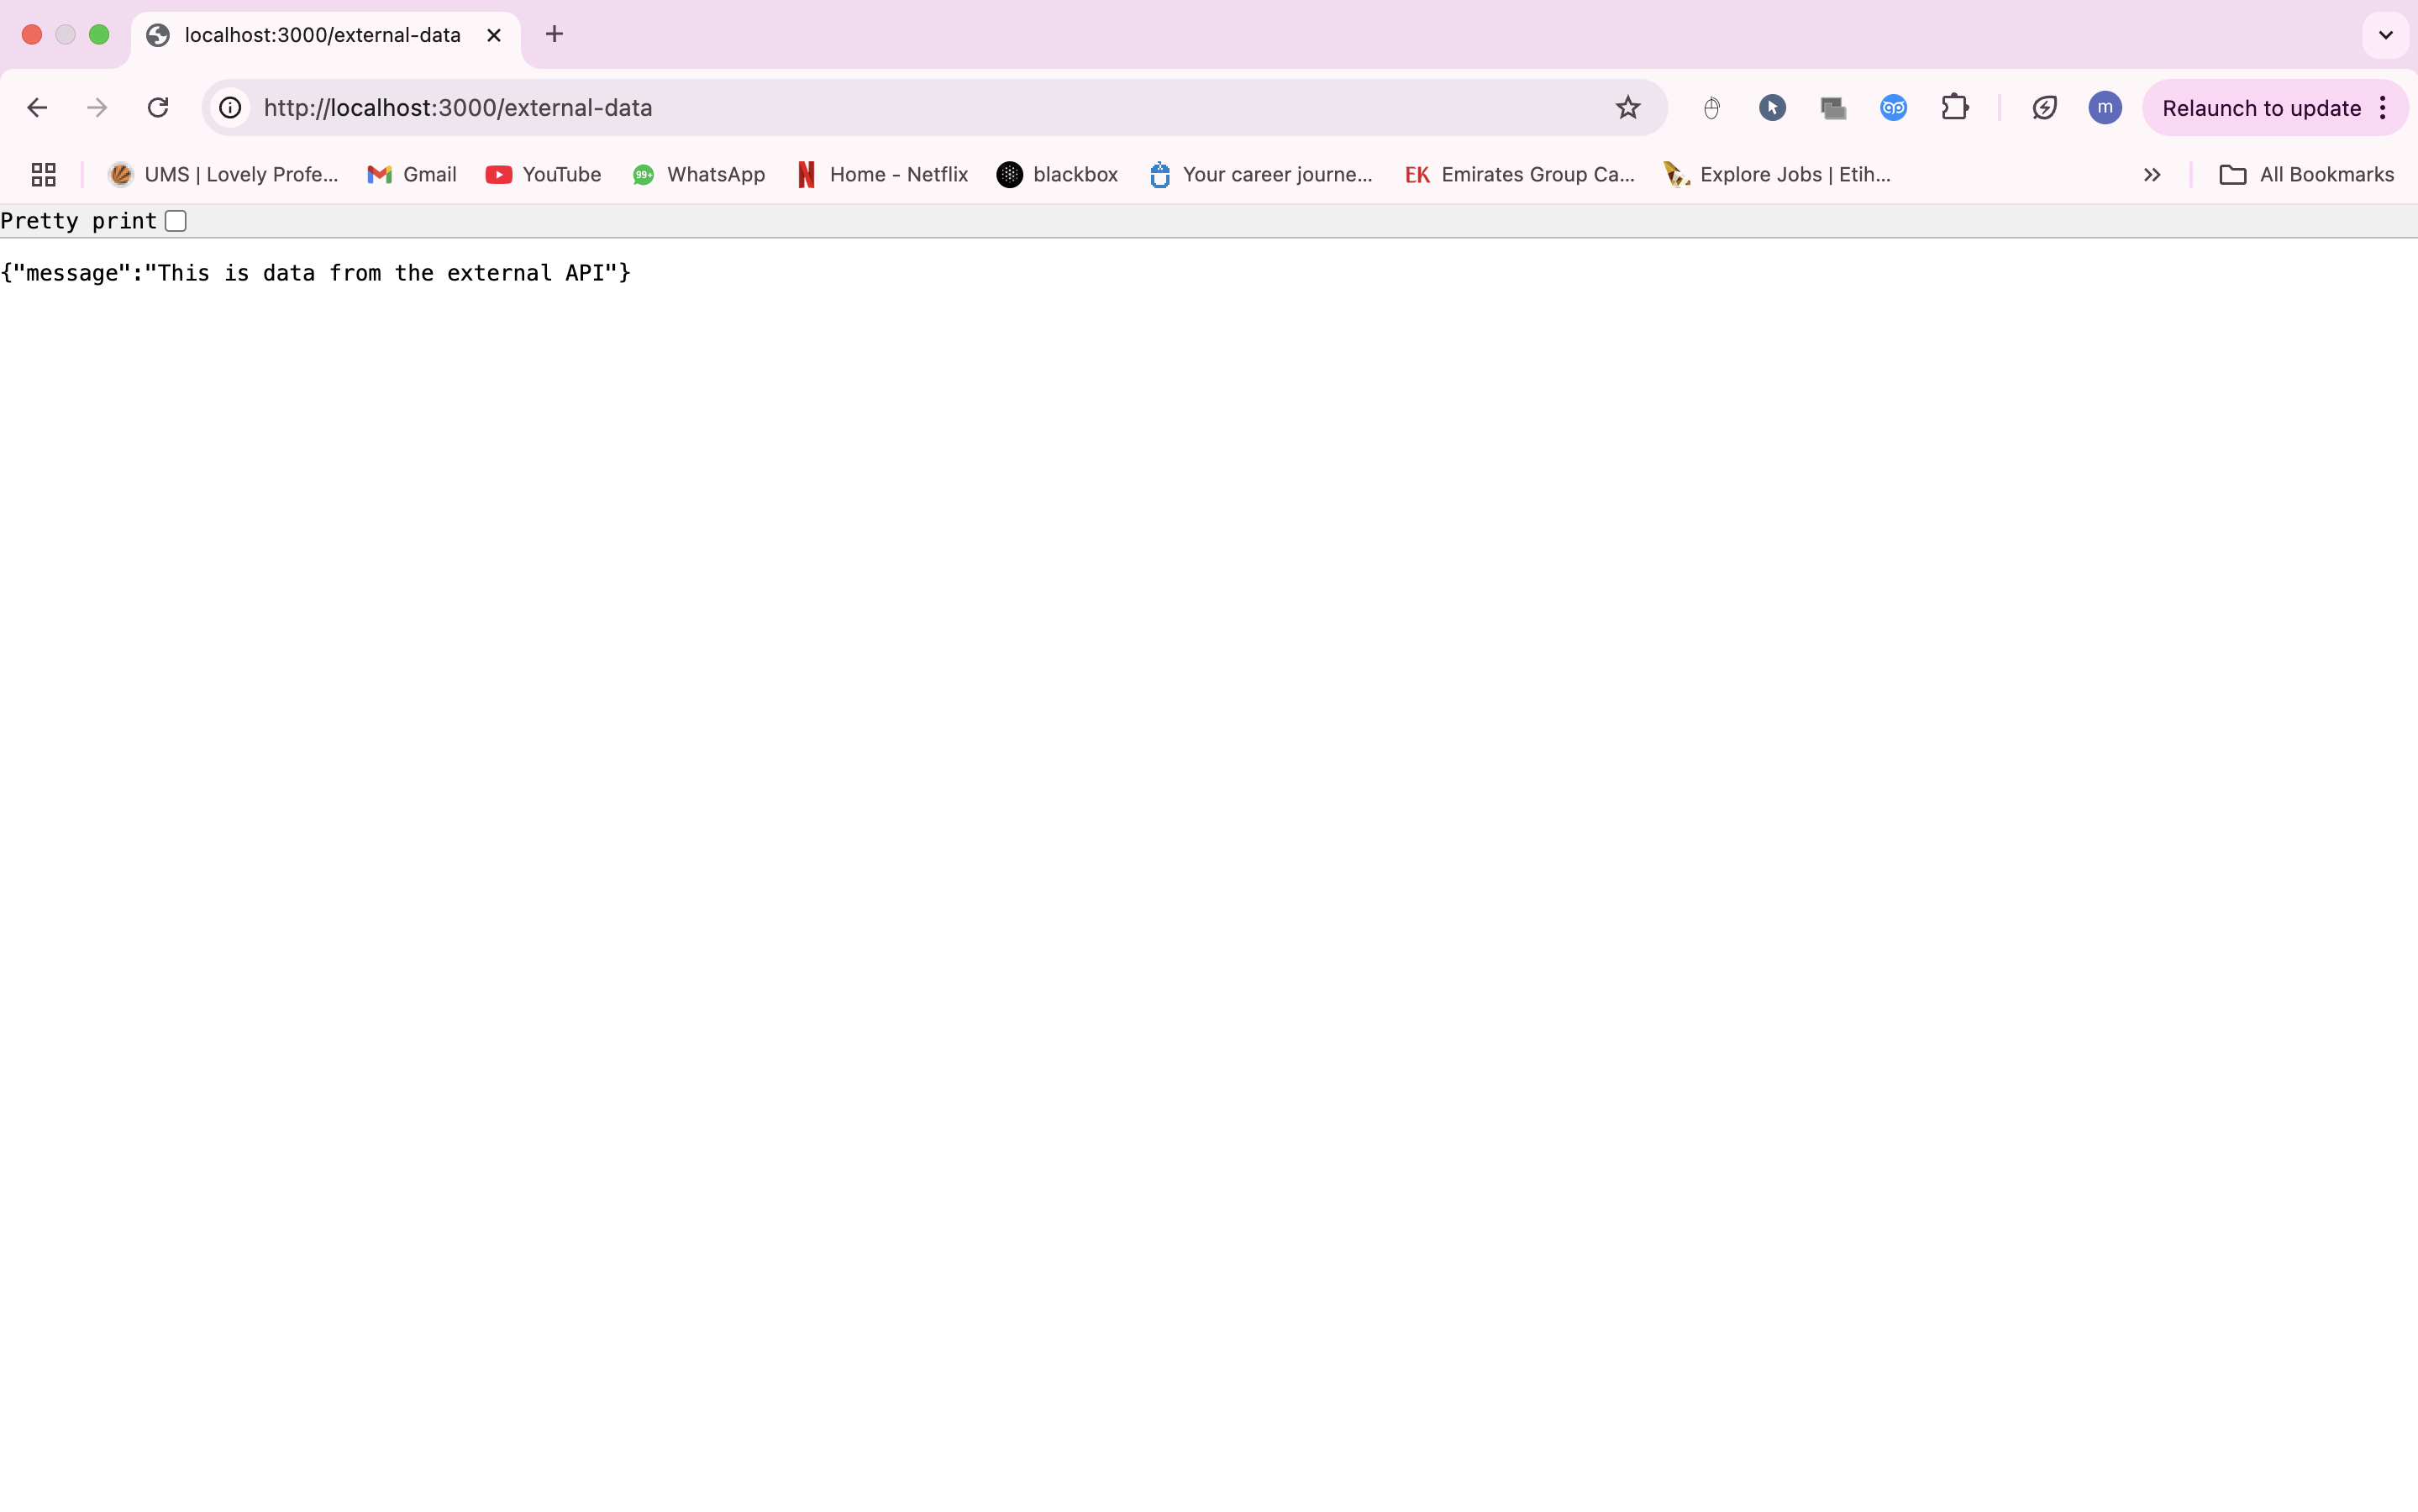 localhost:3000/external-data
http://localhost:3000/external-data
m
Relaunch to update
UMS | Lovely Profe...
Gmail
YouTube
99+
WhatsApp
Home - Netflix
blackbox
Your career journe...
EK
Emirates Group Ca...
Explore Jobs | Etih...
All Bookmarks
Pretty print
{"message":"This is data from the external API"}